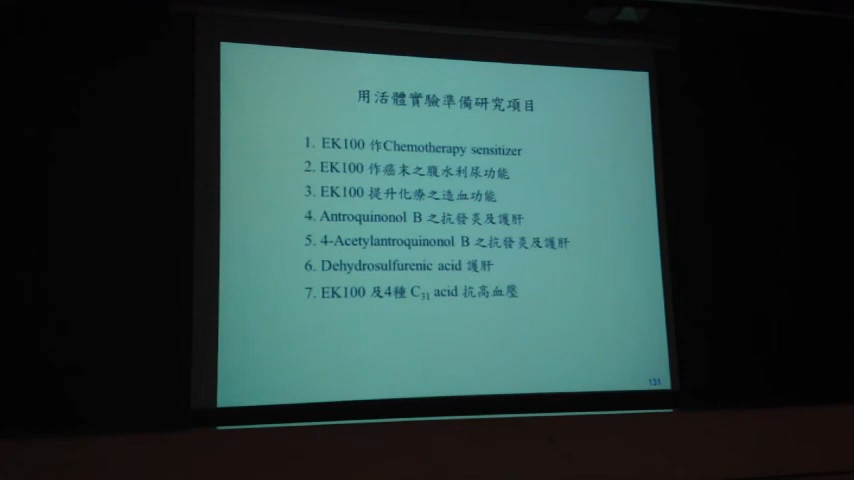 用活體實驗準備研究項目
1. EK100 作Chemotherapy sensitizer
2. EK100 作癌末之腹水利尿功能
3. EK100 提升化療之造血功能
4. Antroquinonol B 之抗發炎及護肝
5. 4-Acetylantroquinonol B 之抗發炎及護肝
6. Dehydrosulfurenic acid 護肝
7. EK100 及4種 C31 acid 抗高血壓
131